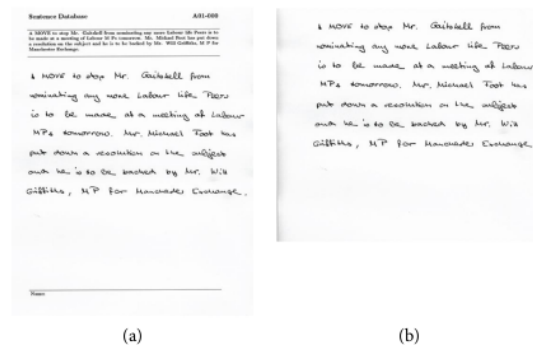 Sentence Database A01-000
A MOVE to stop Mr. Gaitskell from nominating any more Labour life Peers is to
be made at a meeting of Labour M Ps tomorrow. Mr. Michael Foot has put down
a resolution on the subject and he is to be backed by Mr. Will Griffiths, M P for
Manchester Exchange.
A MOVE to stop Mr. Gaitskell from
nominating any more Labour life Peers
is to be made at a meeting of Labour
MPs tomorrow. Mr. Michael Foot has
put down a resolution on the subject
and he is to be backed by Mr. Will
Griffiths, MP for Manchester Exchange.
Name:
(a)
A MOVE to stop Mr. Gaitskell from
nominating any more Labour life Peers
is to be made at a meeting of Labour
MPs tomorrow. Mr. Michael Foot has
put down a resolution on the subject
and he is to be backed by Mr. Will
Griffiths, MP for Manchester Exchange
(b)